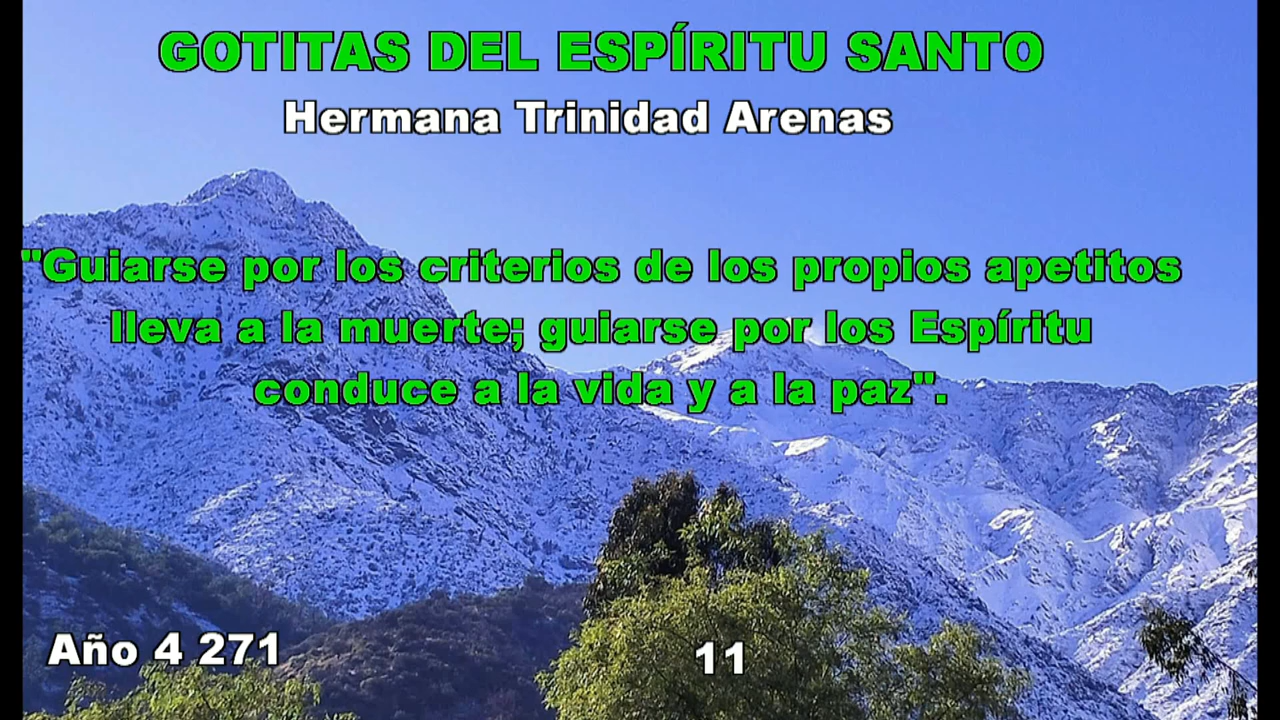 GOTITAS DEL ESPÍRITU SANTO
Hermana Trinidad Arenas
"Guiarse por los criterios de los propios apetitos
lleva a la muerte; guiarse por los Espíritu
conduce a la vida y a la paz".
Año 4 271
11